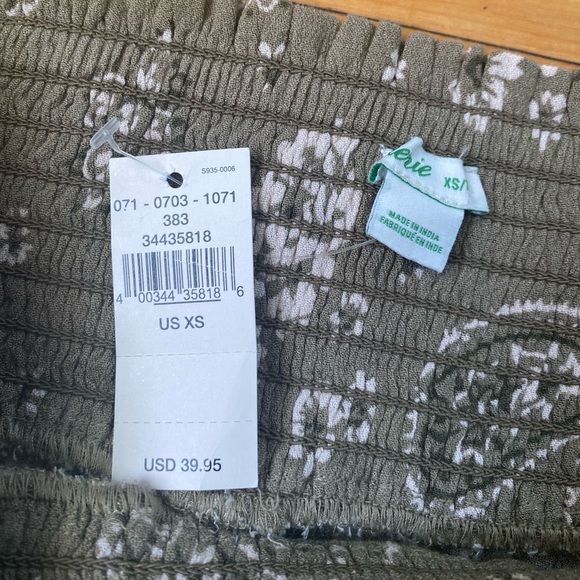 S935-0006
071 - 0703 - 1071
383
34435818
4 00344 35818 6
US XS
USD 39.95
erie
XS/
MADE IN INDIA
FABRIQUÉ EN INDE